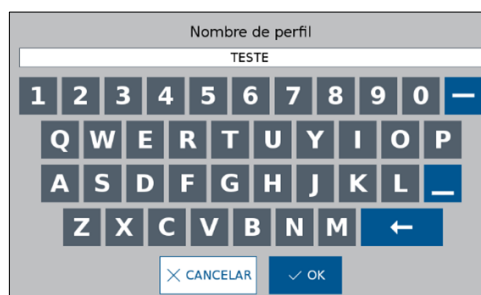 Nombre de perfil
TESTE
1 2 3 4 5 6 7 8 9 0 —
Q W E R T U Y I O P
A S D F G H J K L _
Z X C V B N M ←
× CANCELAR ✓ OK